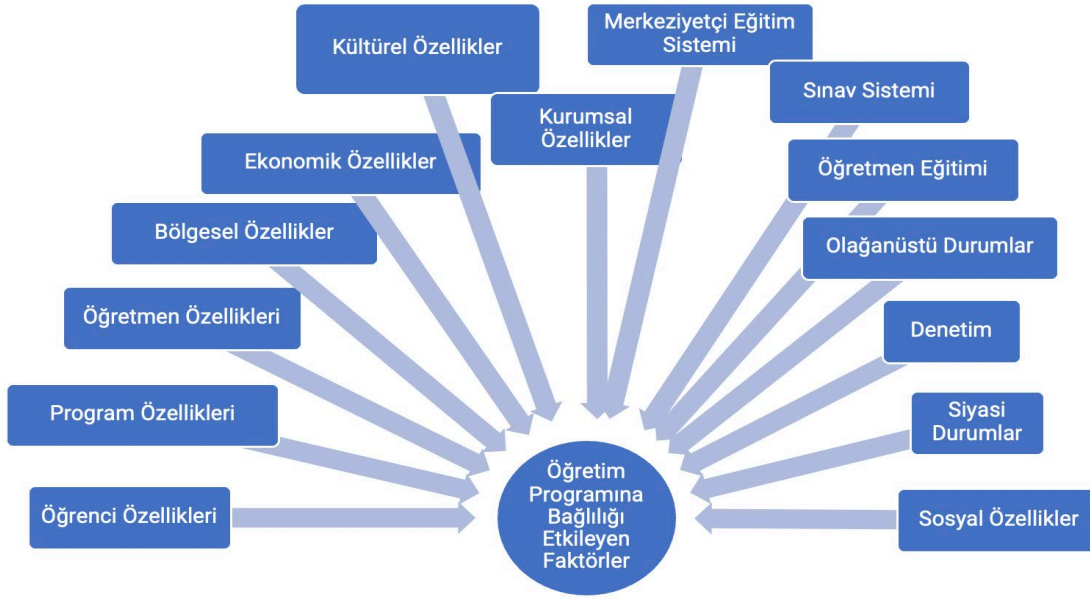 Merkeziyetçi Eğitim
Sistemi
Kültürel Özellikler
Sınav Sistemi
Kurumsal
Özellikler
Ekonomik Özellikler
Öğretmen Eğitimi
Bölgesel Özellikler
Olağanüstü Durumlar
Öğretmen Özellikleri
Denetim
Program Özellikleri
Siyasi
Durumlar
Öğrenci Özellikleri
Öğretim
Programına
Bağlılığı
Etkileyen
Faktörler
Sosyal Özellikler